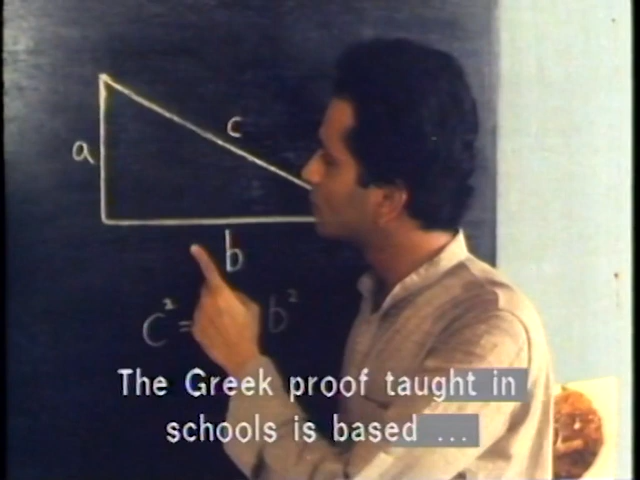 c
a
b
c² = b²
The Greek proof taught in
schools is based ...